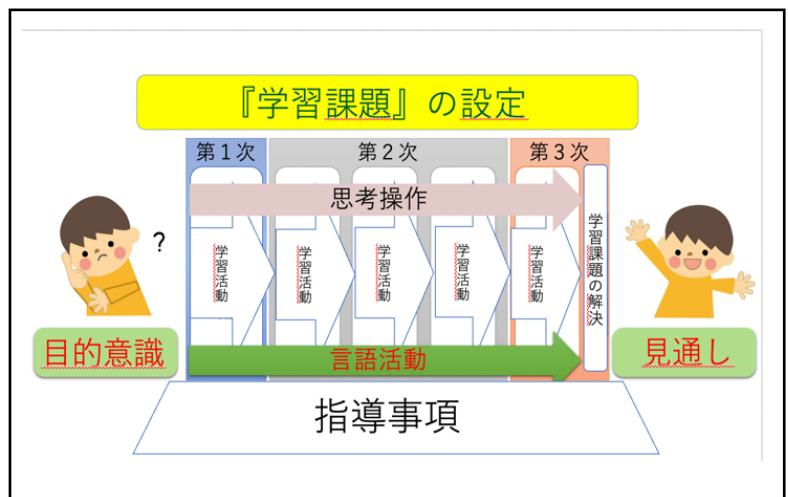 『学習課題』の設定
第1次
第2次
第3次
思考操作
?
学習活動
学習活動
学習活動
学習活動
学習活動
学習課題の解決
目的意識
言語活動
見通し
指導事項